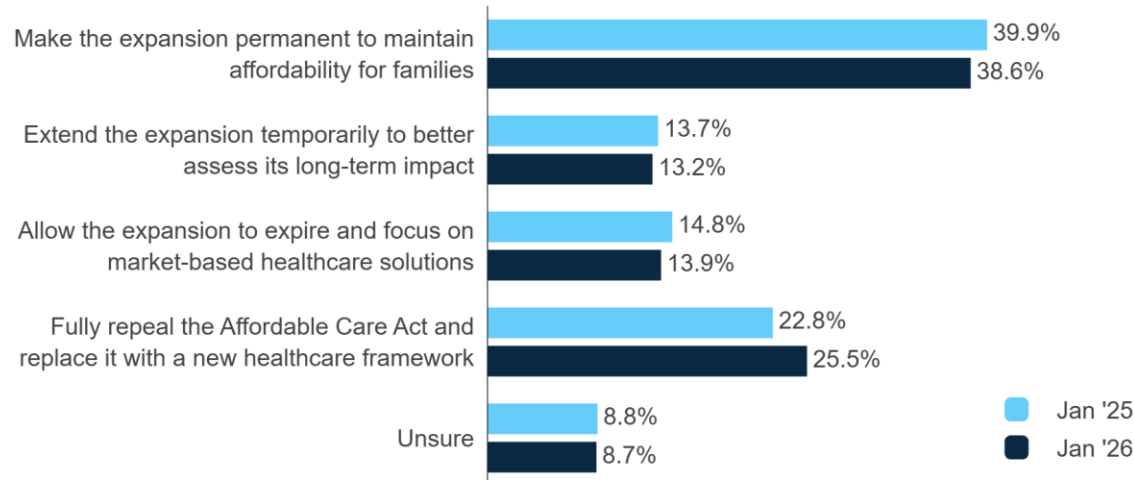 Make the expansion permanent to maintain
affordability for families
39.9%
38.6%
Extend the expansion temporarily to better
assess its long-term impact
13.7%
13.2%
Allow the expansion to expire and focus on
market-based healthcare solutions
14.8%
13.9%
Fully repeal the Affordable Care Act and
replace it with a new healthcare framework
22.8%
25.5%
Unsure
8.8%
8.7%
Jan '25
Jan '26